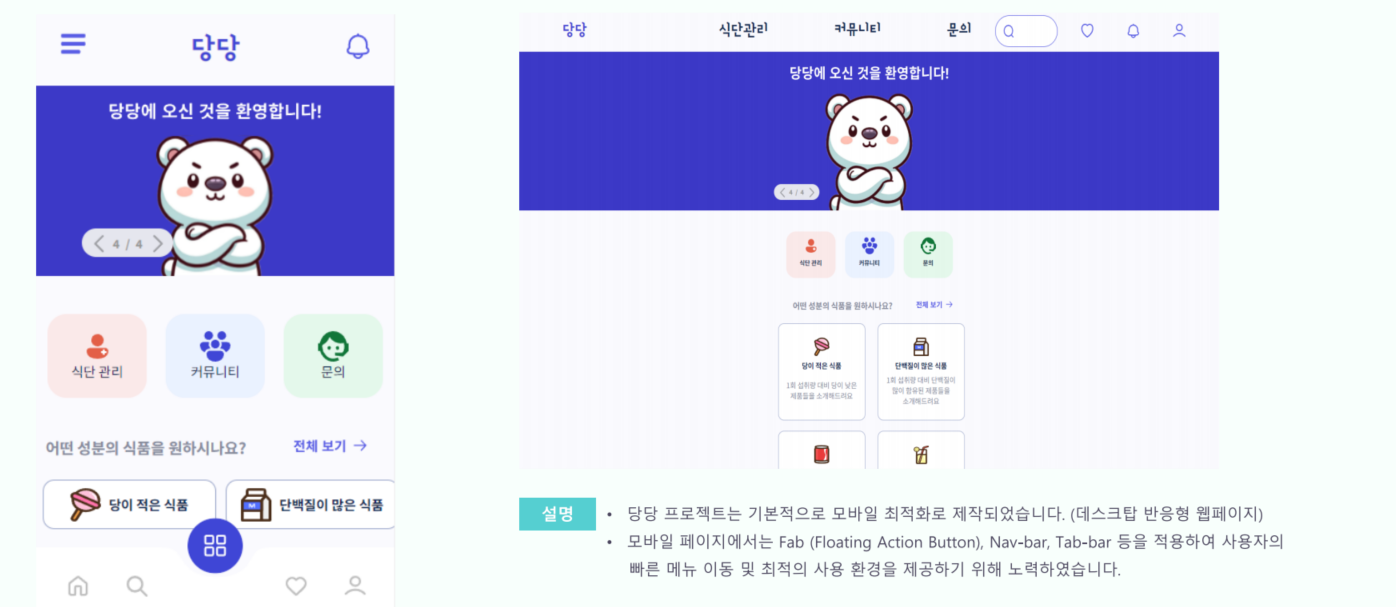 당당
당당에 오신 것을 환영합니다!
4 / 4
식단 관리
커뮤니티
문의
어떤 성분의 식품을 원하시나요?
전체 보기 →
당이 적은 식품
단백질이 많은 식품
당당
식단관리
커뮤니티
문의
당당에 오신 것을 환영합니다!
4 / 4
식단 관리
커뮤니티
문의
어떤 성분의 식품을 원하시나요?
전체 보기 →
당이 적은 식품
1회 섭취량 대비 당이 낮은
제품들을 소개해드려요
단백질이 많은 식품
1회 섭취량 대비 단백질이
많이 함유된 제품들을
소개해드려요
설명
• 당당 프로젝트는 기본적으로 모바일 최적화로 제작되었습니다. (데스크탑 반응형 웹페이지)
• 모바일 페이지에서는 Fab (Floating Action Button), Nav-bar, Tab-bar 등을 적용하여 사용자의
빠른 메뉴 이동 및 최적의 사용 환경을 제공하기 위해 노력하였습니다.